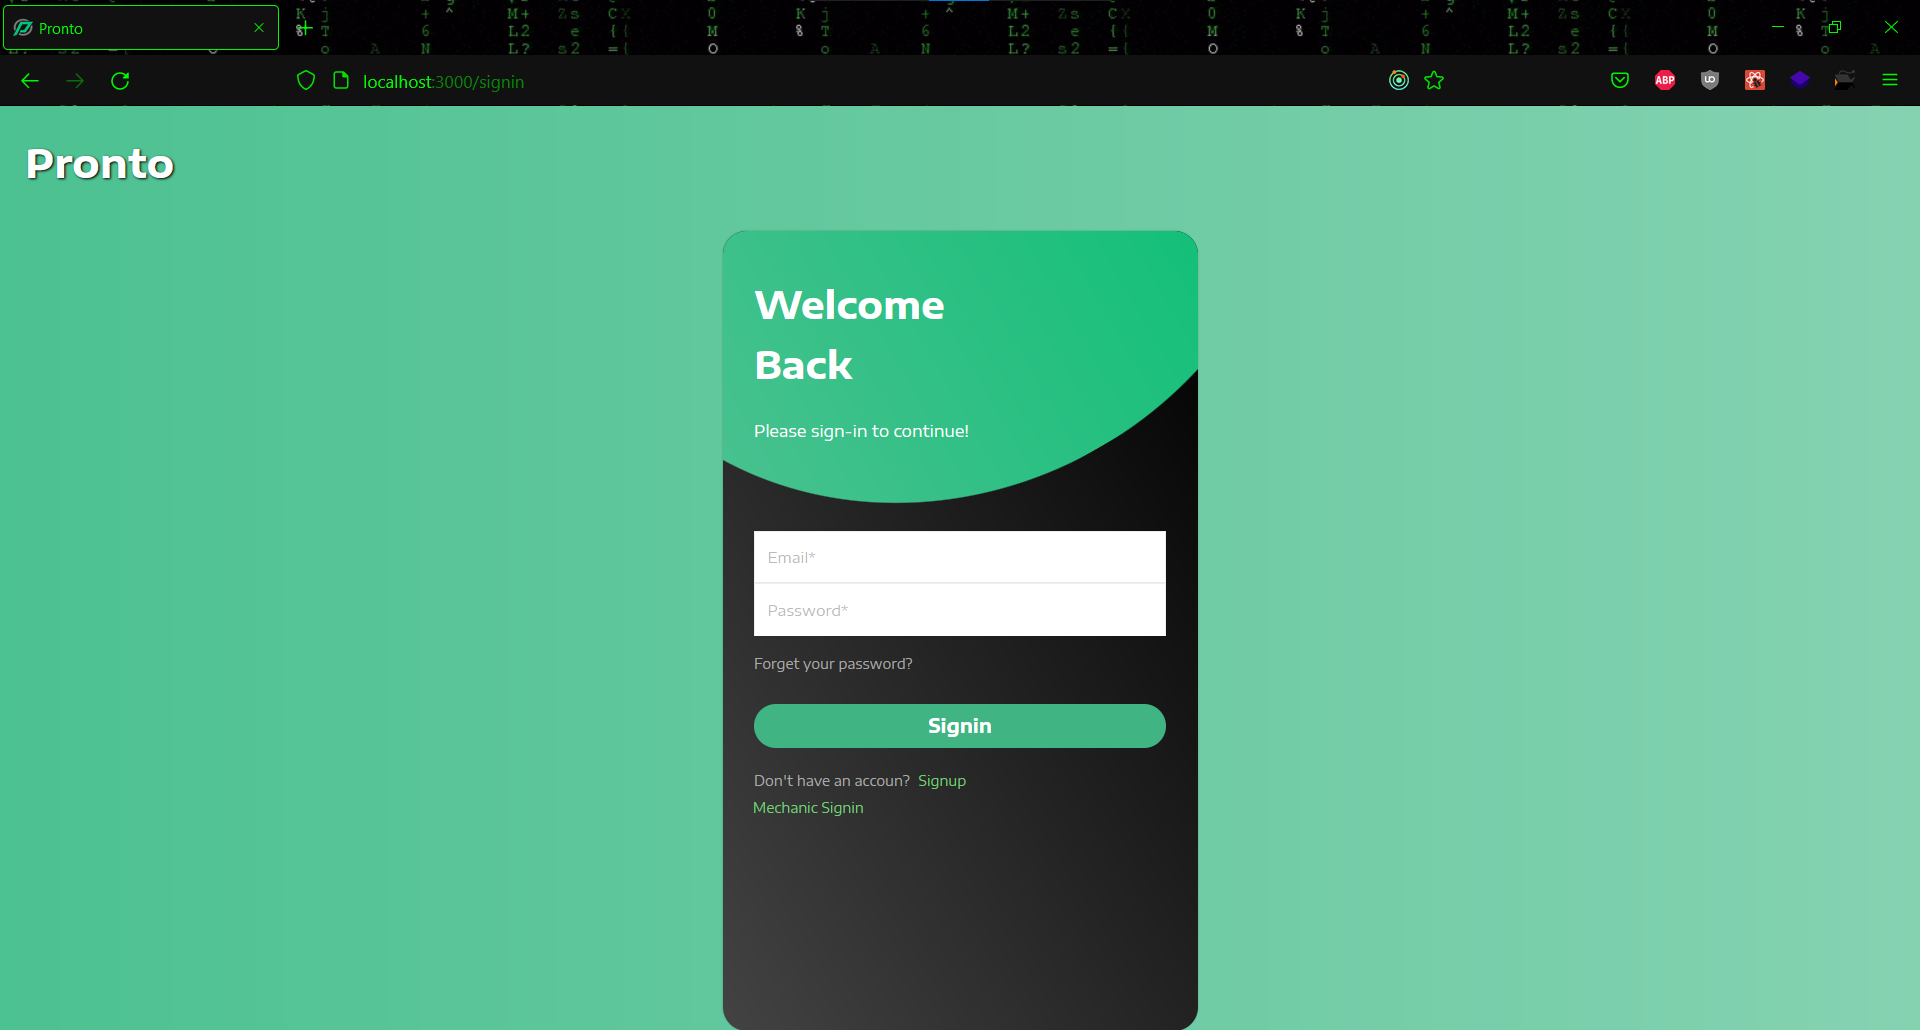 Pronto
localhost:3000/signin
ABP
Pronto
Welcome
Back
Please sign-in to continue!
Email*
Password*
Forget your password?
Signin
Don't have an accoun? Signup
Mechanic Signin